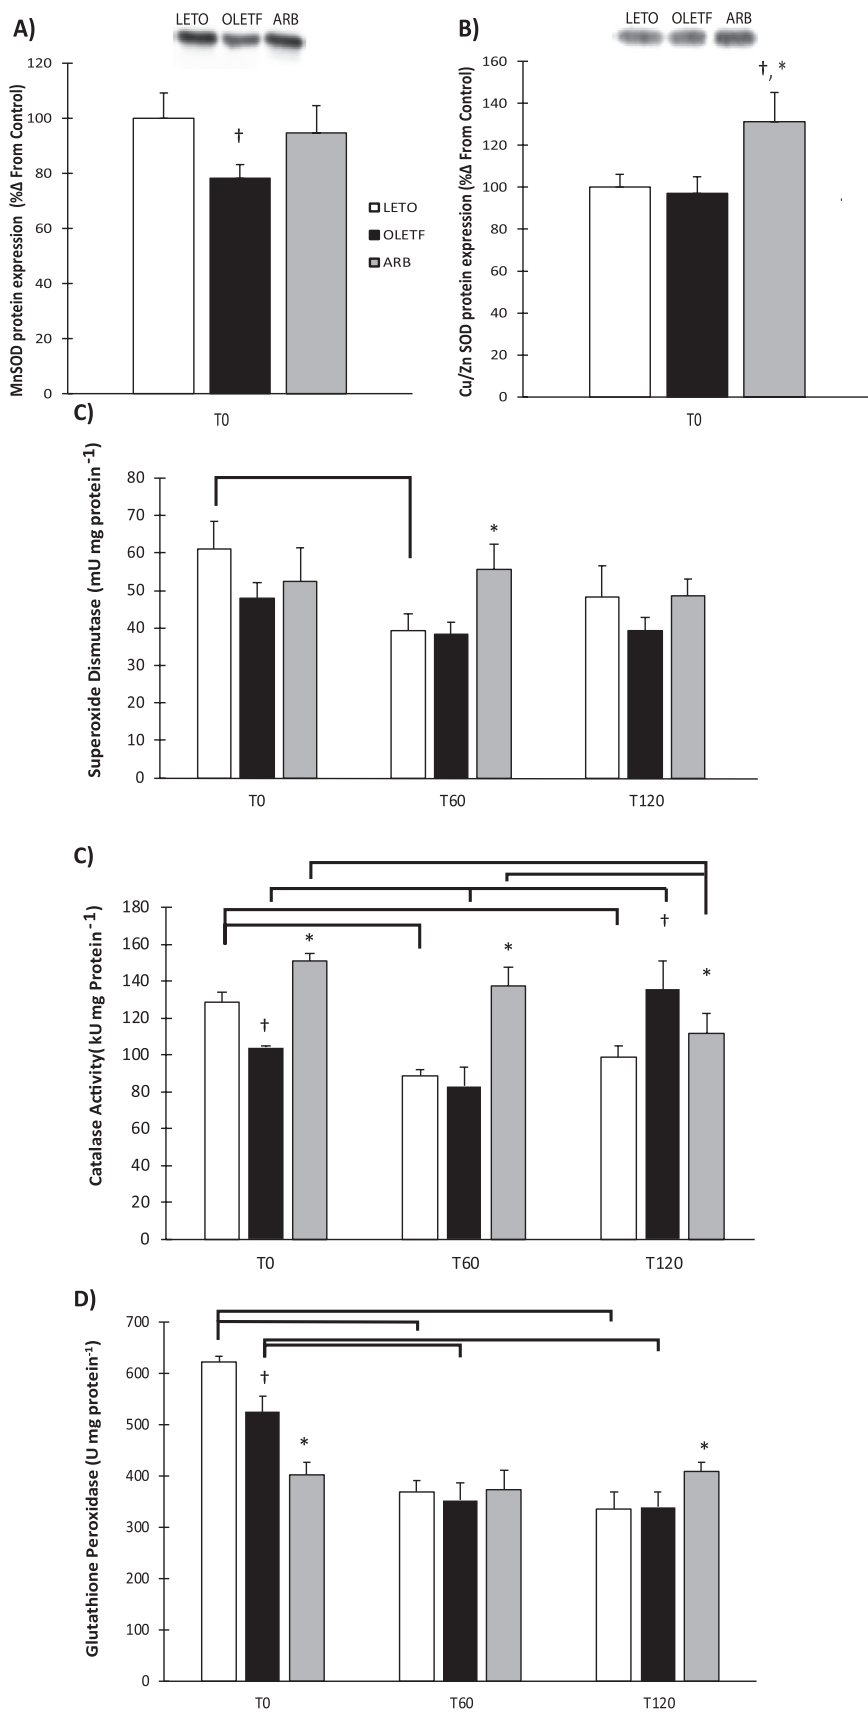 A)
LETO OLETF ARB
MnSOD protein expression (%Δ From Control)
120
100
80
60
40
20
0
†
T0
LETO
OLETF
ARB
B)
LETO OLETF ARB
Cu/Zn SOD protein expression (%Δ From Control)
160
140
120
100
80
60
40
20
0
†, *
T0
C)
Superoxide Dismutase (mU mg protein-1)
80
70
60
50
40
30
20
10
0
*
T0 T60 T120
C)
Catalase Activity( kU mg Protein-1)
180
160
140
120
100
80
60
40
20
0
† * * † *
T0 T60 T120
D)
Glutathione Peroxidase (U mg protein-1)
700
600
500
400
300
200
100
0
† * *
T0 T60 T120